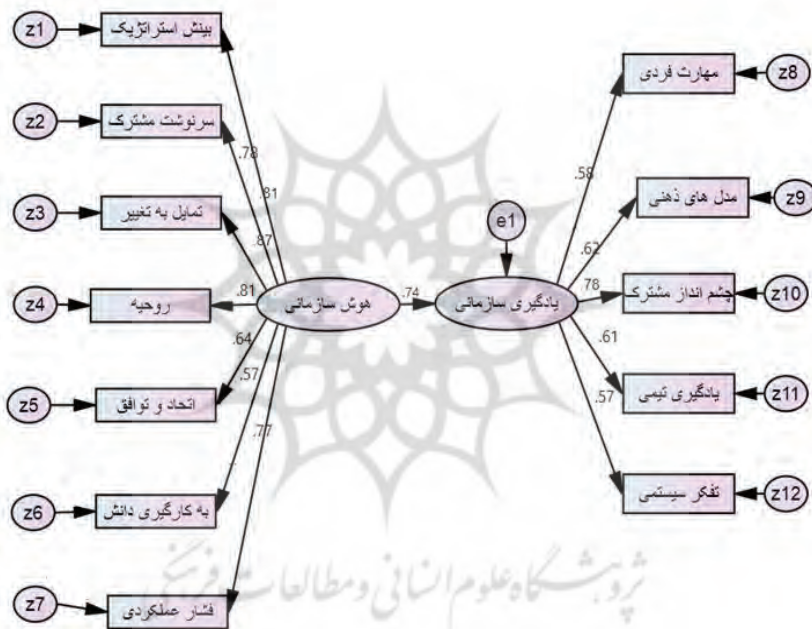 z1
بینش استراتژیک
z2
سرنوشت مشترک
z3
تمایل به تغییر
z4
روحیه
z5
اتحاد و توافق
z6
به کارگیری دانش
z7
فشار عملکردی
.78
.81
.87
.81
.64
.57
.77
هوش سازمانی
.74
e1
یادگیری سازمانی
.58
.62
.78
.61
.57
مهارت فردی
z8
مدل های ذهنی
z9
چشم انداز مشترک
z10
یادگیری تیمی
z11
تفکر سیستمی
z12
پژوهشگاه علوم انسانی و مطالعات فرهنگی